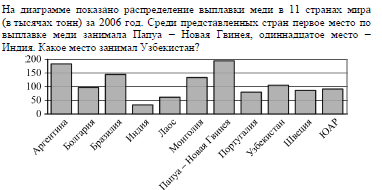 На диаграмме показано распределение выплавки меди в 11 странах мира
(в тысячах тонн) за 2006 год. Среди представленных стран первое место по
выплавке меди занимала Папуа – Новая Гвинея, одиннадцатое место –
Индия. Какое место занимал Узбекистан?
200
150
100
50
0
Аргентина
Болгария
Бразилия
Индия
Лаос
Монголия
Папуа – Новая Гвинея
Португалия
Узбекистан
Швеция
ЮАР